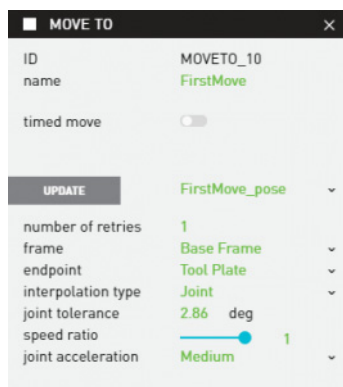 MOVE TO
ID MOVETO_10
name FirstMove
timed move
UPDATE FirstMove_pose
number of retries 1
frame Base Frame
endpoint Tool Plate
interpolation type Joint
joint tolerance 2.86 deg
speed ratio 1
joint acceleration Medium